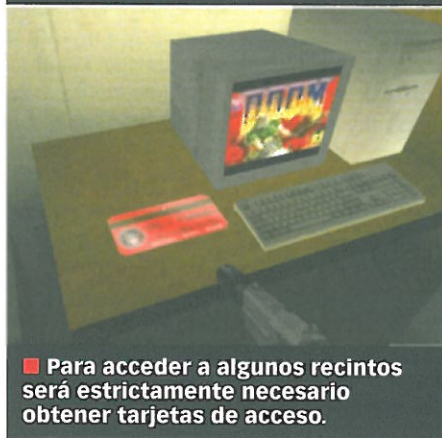 DOOM
■ Para acceder a algunos recintos
será estrictamente necesario
obtener tarjetas de acceso.